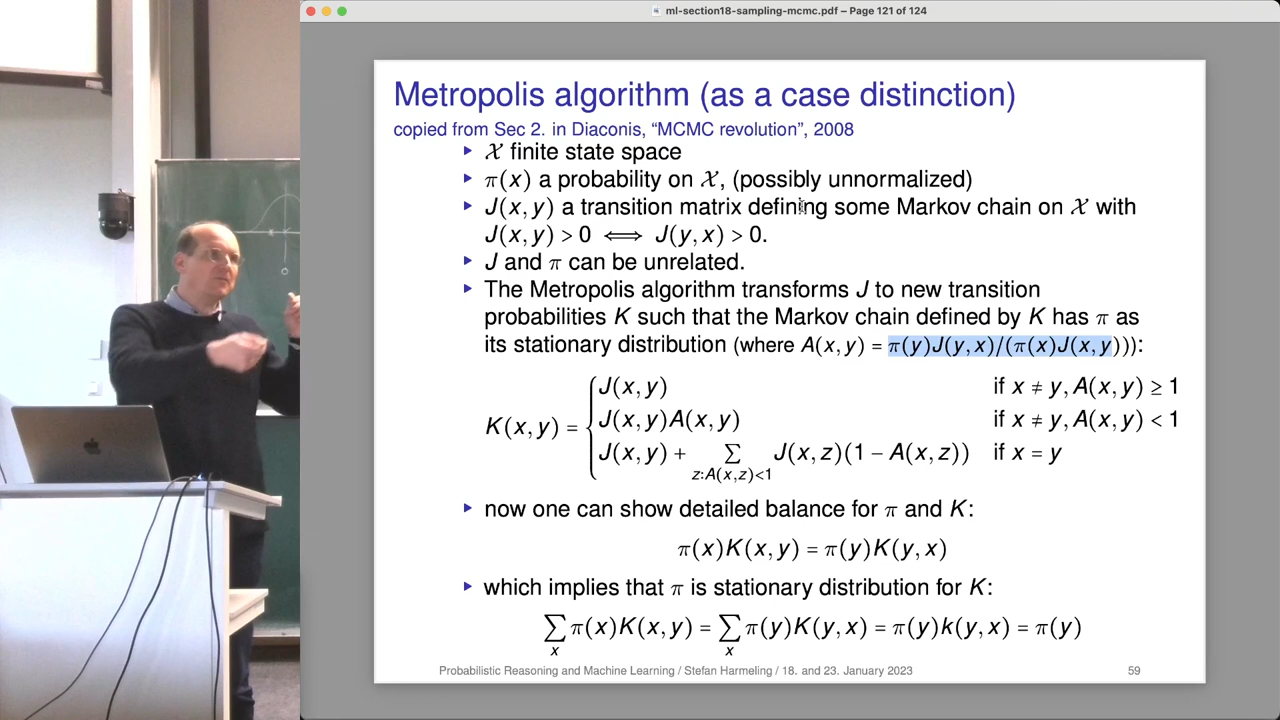 ml-section18-sampling-mcmc.pdf – Page 121 of 124
Metropolis algorithm (as a case distinction)
copied from Sec 2. in Diaconis, “MCMC revolution”, 2008
▸ 𝒳 finite state space
▸ π(x) a probability on 𝒳, (possibly unnormalized)
▸ J(x, y) a transition matrix defining some Markov chain on 𝒳 with
J(x, y) > 0 ⟺ J(y, x) > 0.
▸ J and π can be unrelated.
▸ The Metropolis algorithm transforms J to new transition
probabilities K such that the Markov chain defined by K has π as
its stationary distribution (where A(x, y) = π(y)J(y, x)/(π(x)J(x, y))):
K(x, y) = { J(x, y) if x ≠ y, A(x, y) ≥ 1
J(x, y)A(x, y) if x ≠ y, A(x, y) < 1
J(x, y) + ∑ J(x, z)(1 − A(x, z)) if x = y
z:A(x,z)<1
▸ now one can show detailed balance for π and K:
π(x)K(x, y) = π(y)K(y, x)
▸ which implies that π is stationary distribution for K:
∑ π(x)K(x, y) = ∑ π(y)K(y, x) = π(y)k(y, x) = π(y)
x x
Probabilistic Reasoning and Machine Learning / Stefan Harmeling / 18. and 23. January 2023 59